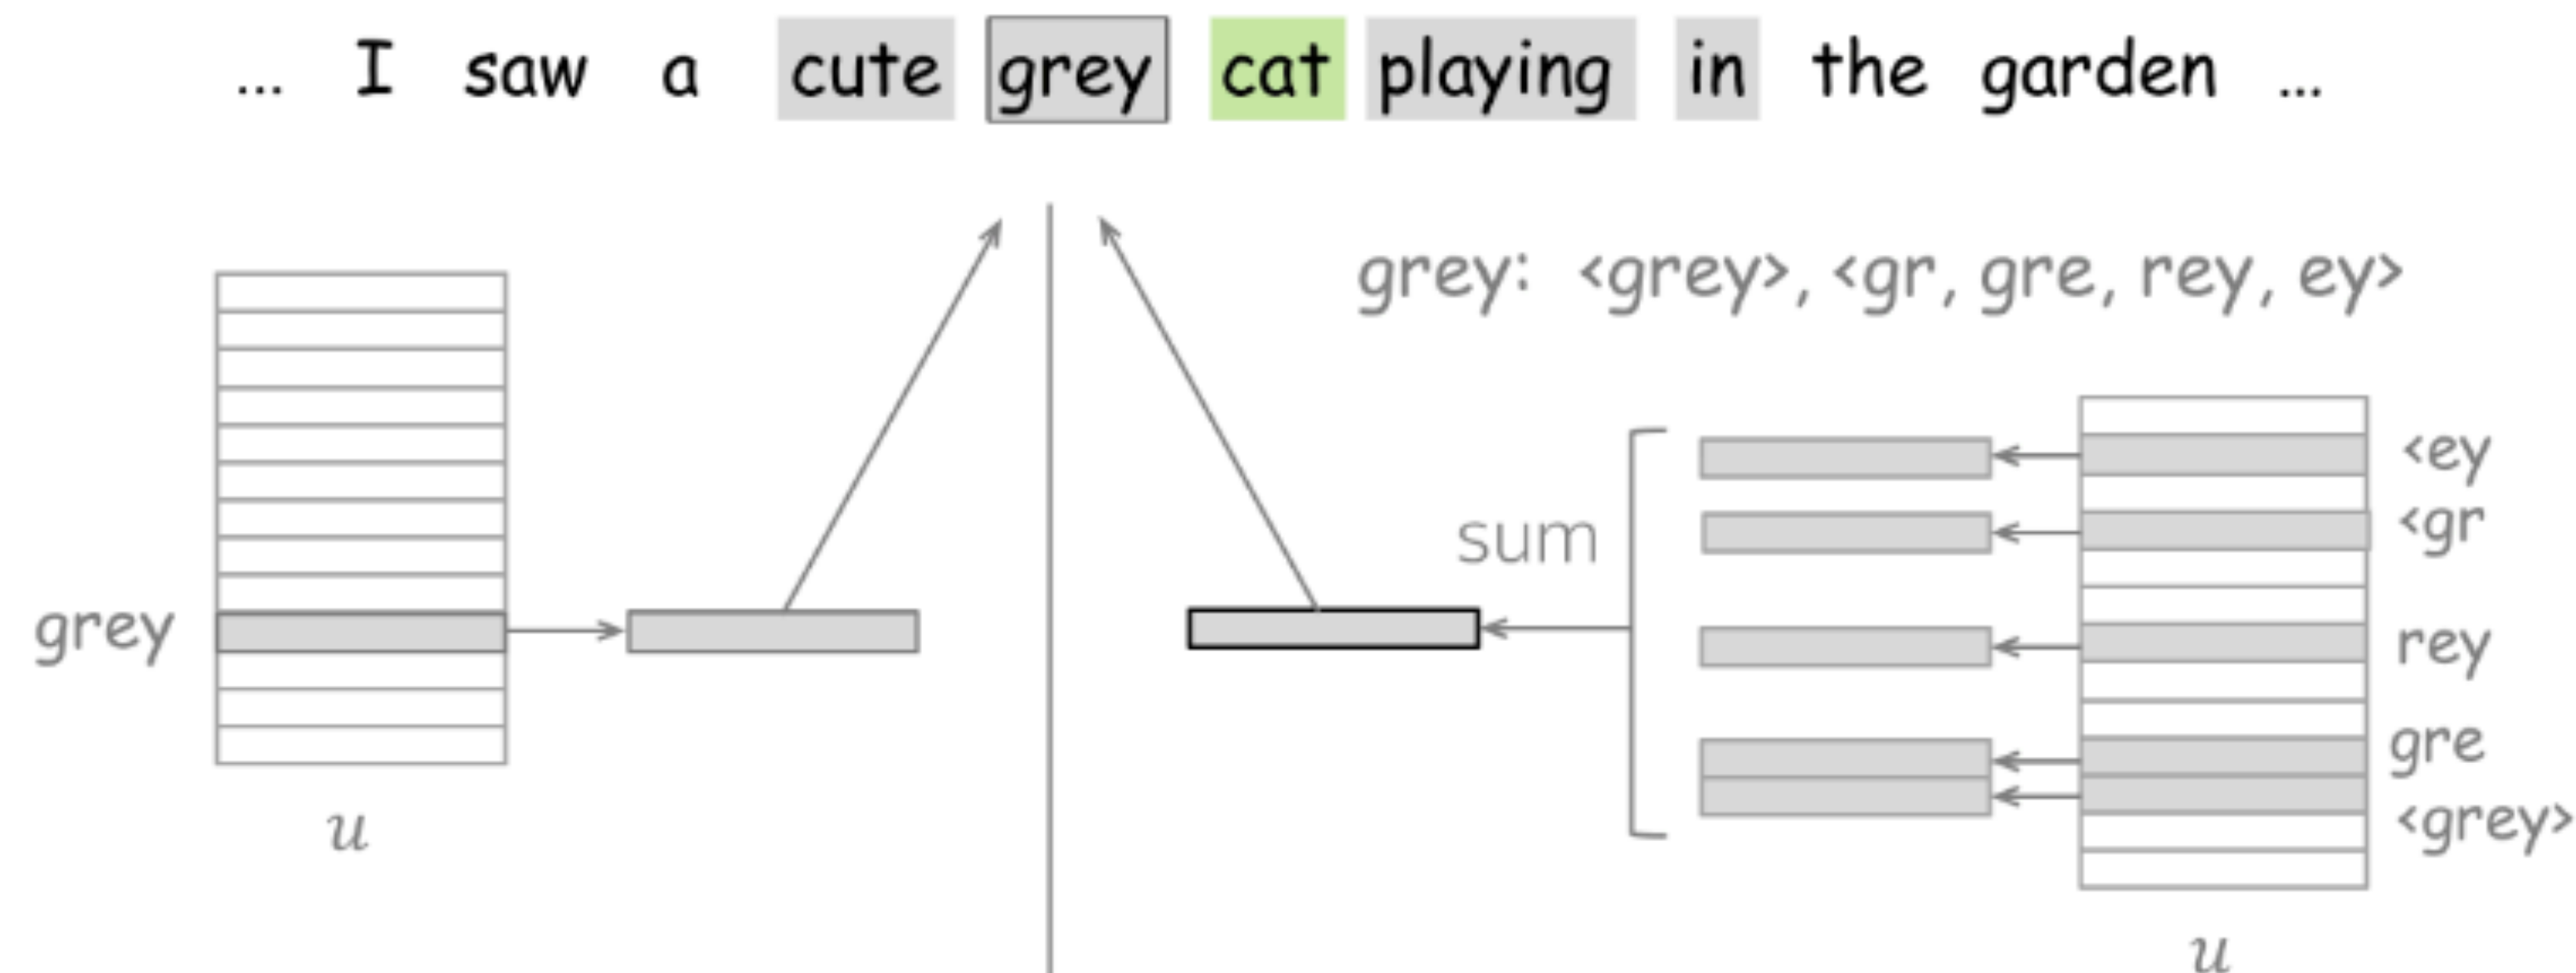 ... I saw a cute grey cat playing in the garden ...
grey: <grey>, <gr, gre, rey, ey>
<ey
<gr
sum
grey
rey
gre
<grey>
u
u